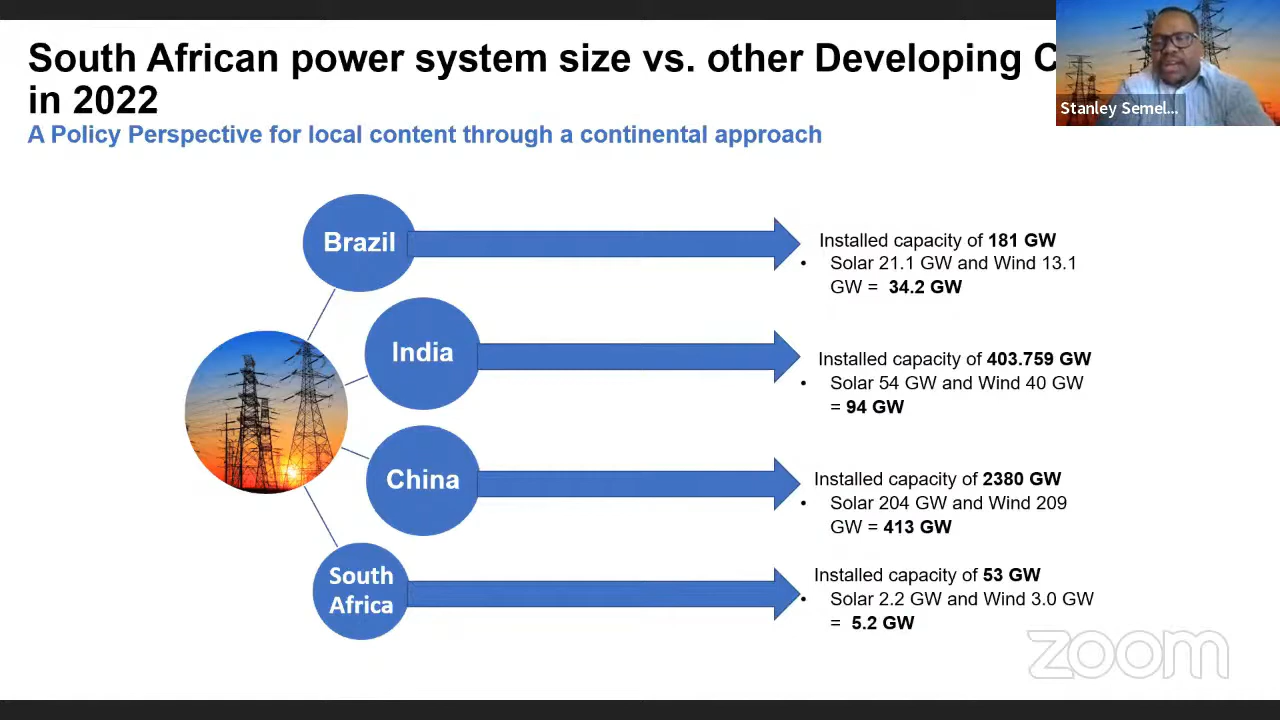 South African power system size vs. other Developing C
in 2022
A Policy Perspective for local content through a continental approach
Stanley Semel...
Brazil
Installed capacity of 181 GW
• Solar 21.1 GW and Wind 13.1
GW = 34.2 GW
India
Installed capacity of 403.759 GW
• Solar 54 GW and Wind 40 GW
= 94 GW
China
Installed capacity of 2380 GW
• Solar 204 GW and Wind 209
GW = 413 GW
South
Africa
Installed capacity of 53 GW
• Solar 2.2 GW and Wind 3.0 GW
= 5.2 GW
zoom